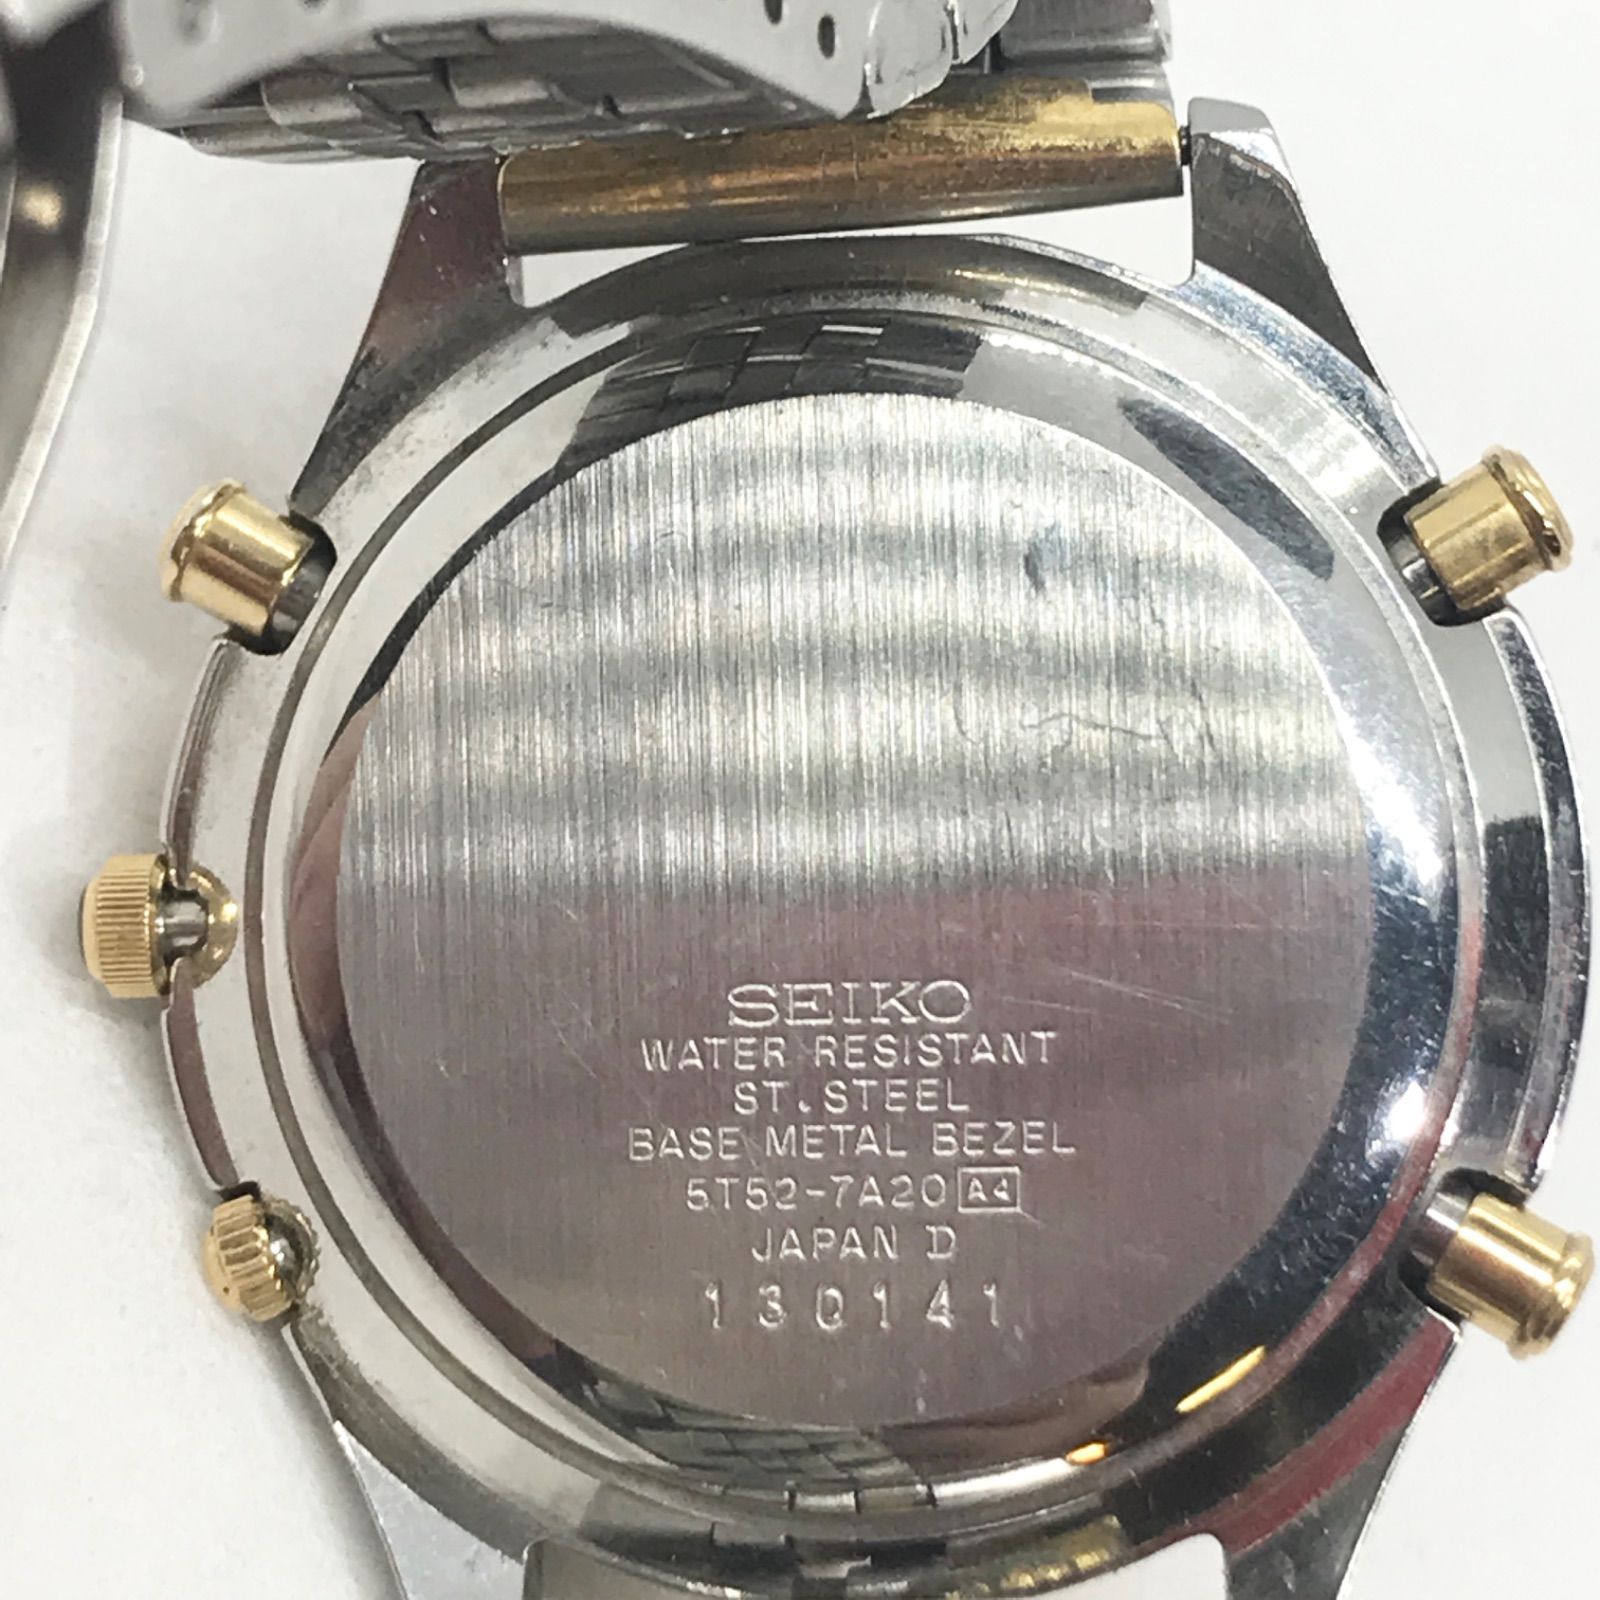 SEIKO
WATER RESISTANT
ST. STEEL
BASE METAL BEZEL
5T52-7A20 A4
JAPAN D
130141